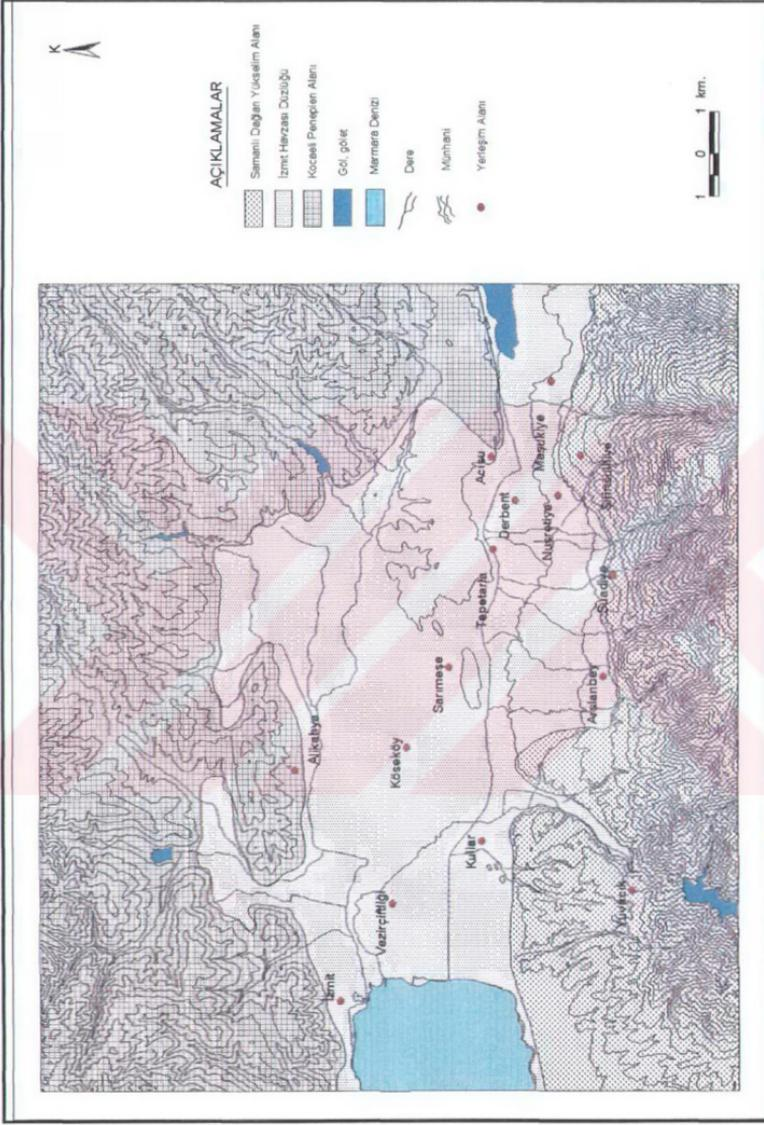 K
AÇIKLAMALAR
Samanlı Dağları Yükselim Alanı
İzmit Havzası Düzlüğü
Kocaeli Peneplen Alanı
Göl, gölet
Marmara Denizi
Dere
Münhani
Yerleşim Alanı
1 0 1 km.
İzmit
Vezirçiftliği
Alikahya
Köseköy
Kullar
Yuvacık
Sarımeşe
Arslanbey
Tepetarla
Suadiye
Derbent
Nusretiye
Acısu
Maşukiye